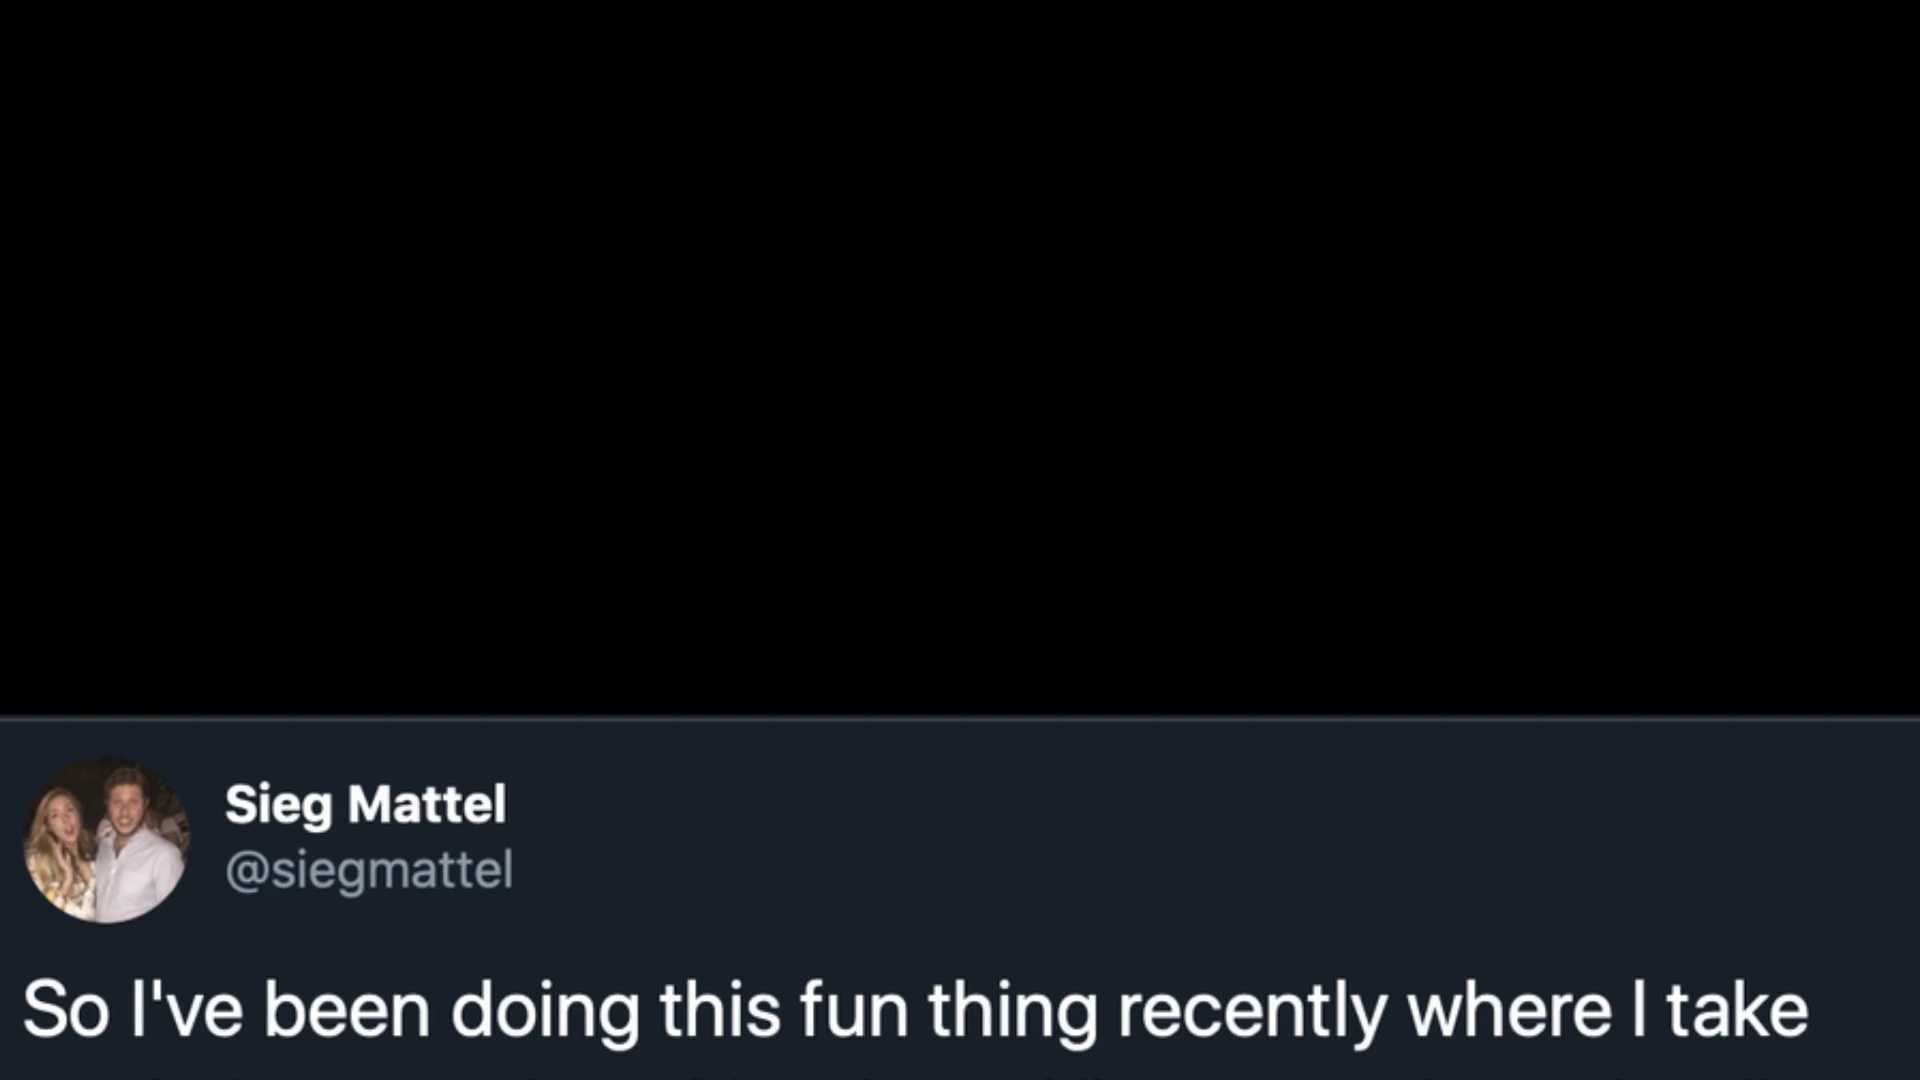 Sieg Mattel
@siegmattel
So I've been doing this fun thing recently where I take